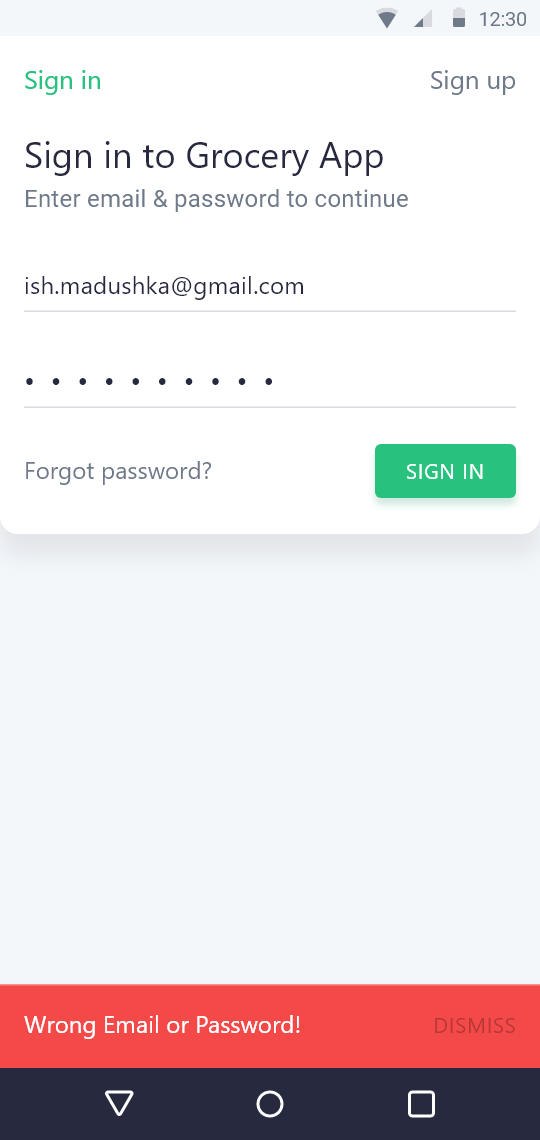 12:30
Sign in
Sign up
Sign in to Grocery App
Enter email & password to continue
ish.madushka@gmail.com
• • • • • • • • • •
Forgot password?
SIGN IN
Wrong Email or Password!
DISMISS